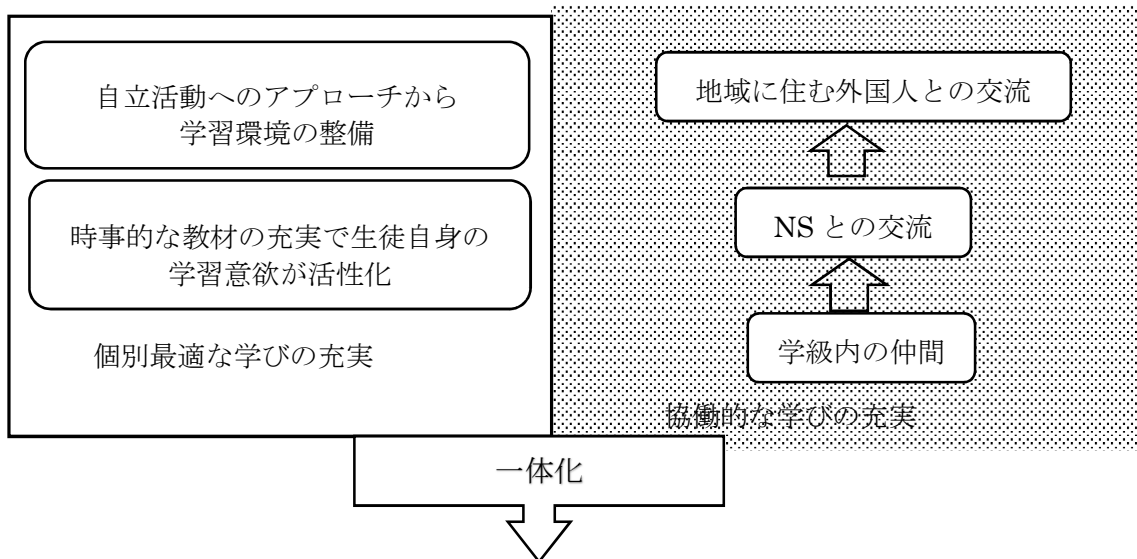 自立活動へのアプローチから
学習環境の整備
時事的な教材の充実で生徒自身の
学習意欲が活性化
個別最適な学びの充実
地域に住む外国人との交流
NS との交流
学級内の仲間
協働的な学びの充実
一体化